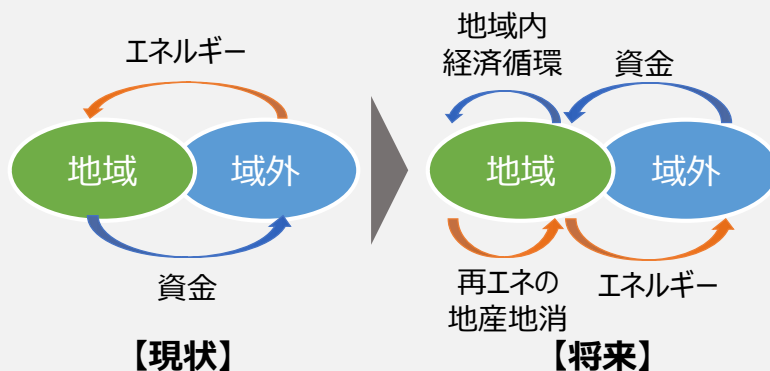 エネルギー
地域
域外
資金
【現状】
地域内
経済循環
資金
地域
域外
再エネの
地産地消
エネルギー
【将来】